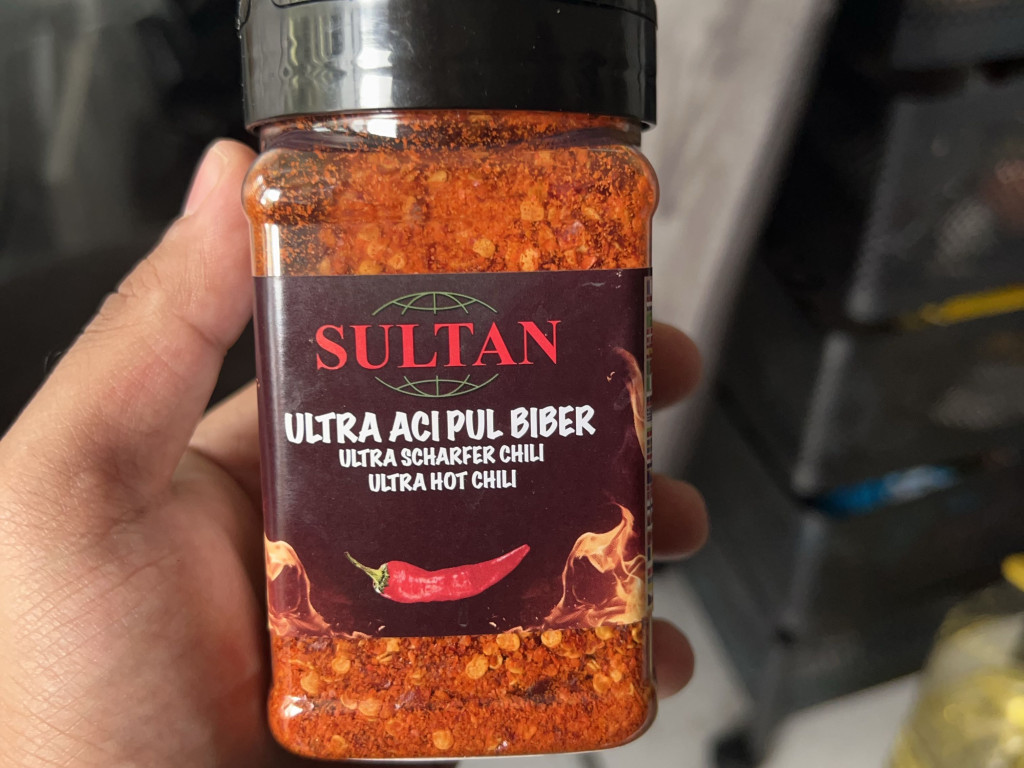 SULTAN
ULTRA ACI PUL BIBER
ULTRA SCHARFER CHILI
ULTRA HOT CHILI